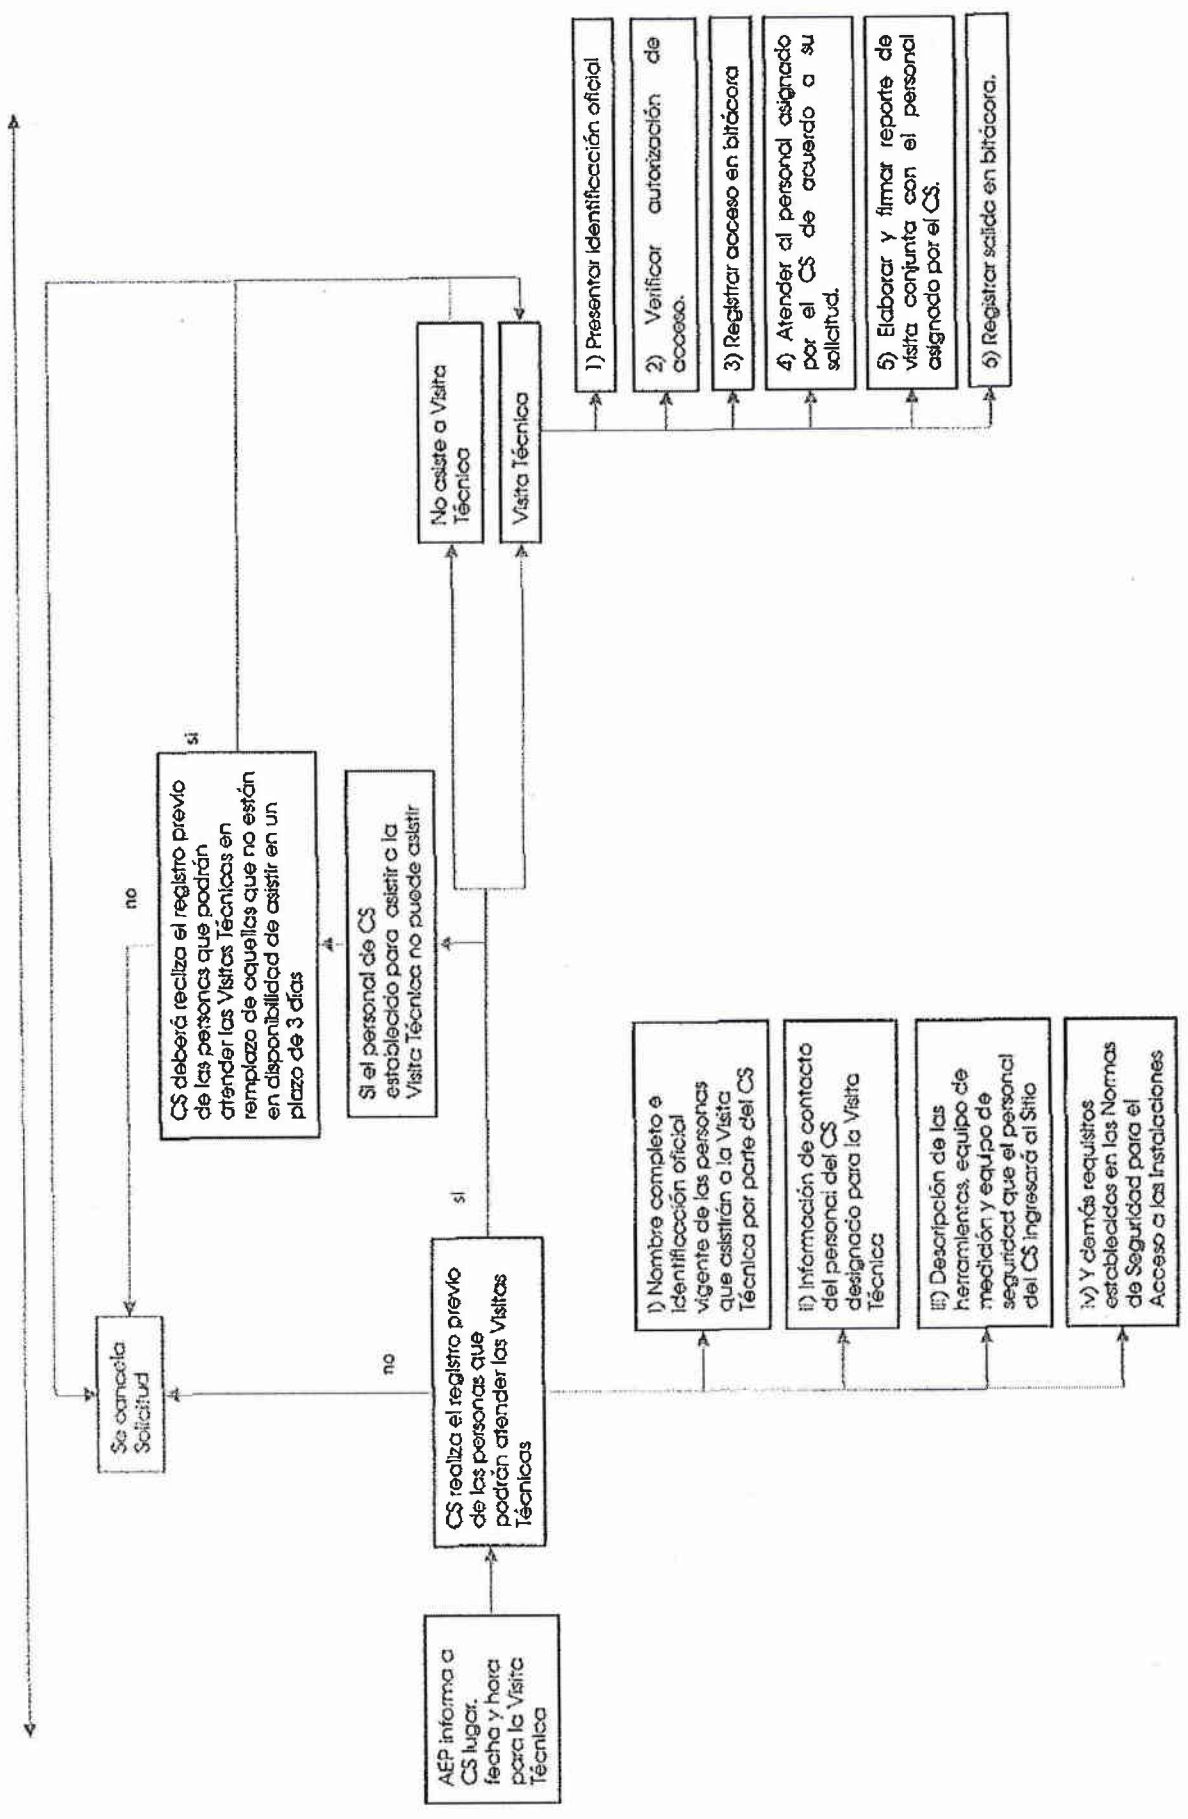 AEP informa a
CS lugar,
fecha y hora
para la Visita
Técnica
CS realiza el registro previo
de las personas que
podrán atender las Visitas
Técnicas
no
si
Se cancela
Solicitud
i) Nombre completo e
identificación oficial
vigente de las personas
que asistirán a la Visita
Técnica por parte del CS
ii) Información de contacto
del personal del CS
designado para la Visita
Técnica
iii) Descripción de las
herramientas, equipo de
medición y equipo de
seguridad que el personal
del CS ingresará al Sitio
iv) Y demás requisitos
establecidos en las Normas
de Seguridad para el
Acceso a las Instalaciones
Si el personal de CS
establecido para asistir a la
Visita Técnica no puede asistir
CS deberá realiza el registro previo
de las personas que podrán
atender las Visitas Técnicas en
remplazo de aquellas que no están
en disponibilidad de asistir en un
plazo de 3 días
no
si
No asiste a Visita
Técnica
Visita Técnica
1) Presentar identificación oficial
2) Verificar autorización de
acceso.
3) Registrar acceso en bitácora
4) Atender al personal asignado
por el CS de acuerdo a su
solicitud.
5) Elaborar y firmar reporte de
visita conjunta con el personal
asignado por el CS.
6) Registrar salida en bitácora.